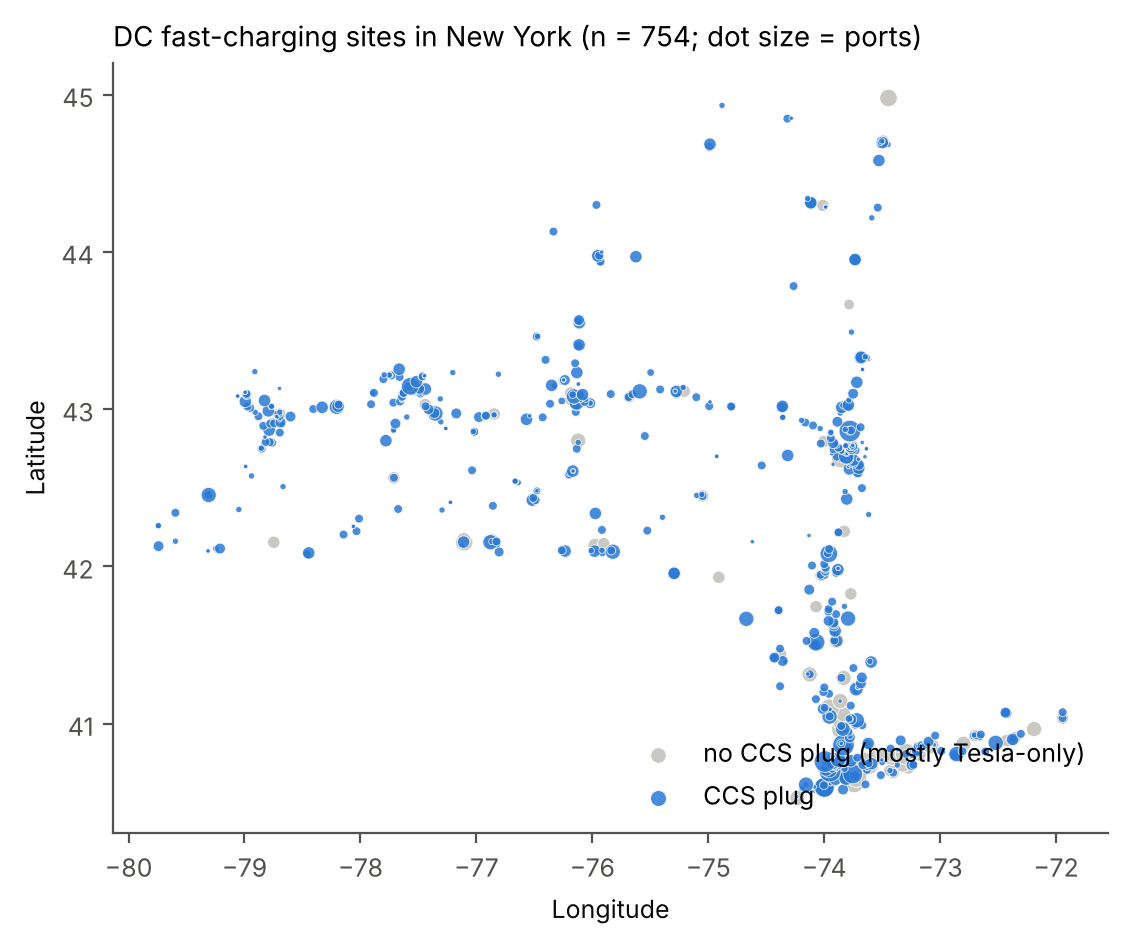 DC fast-charging sites in New York (n = 754; dot size = ports)
45
44
43
42
41
Latitude
no CCS plug (mostly Tesla-only)
CCS plug
−80 −79 −78 −77 −76 −75 −74 −73 −72
Longitude